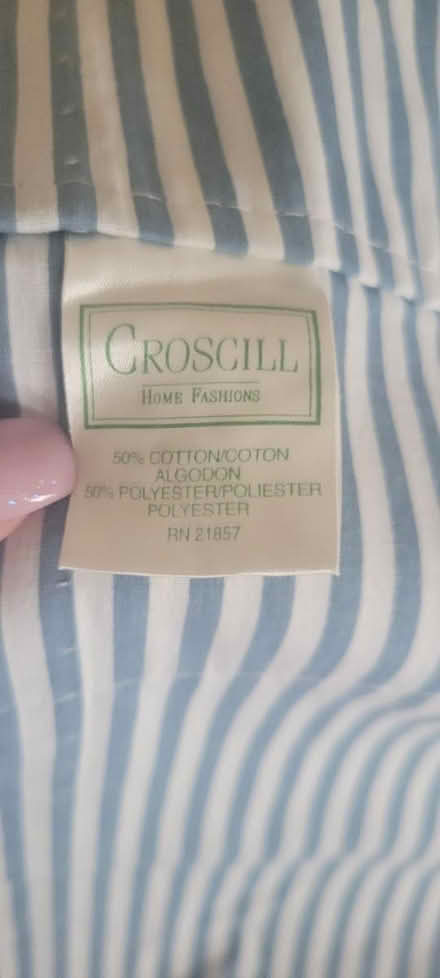 CROSCILL
HOME FASHIONS
50% COTTON/COTON
ALGODON
50% POLYESTER/POLIESTER
POLYESTER
RN 21857